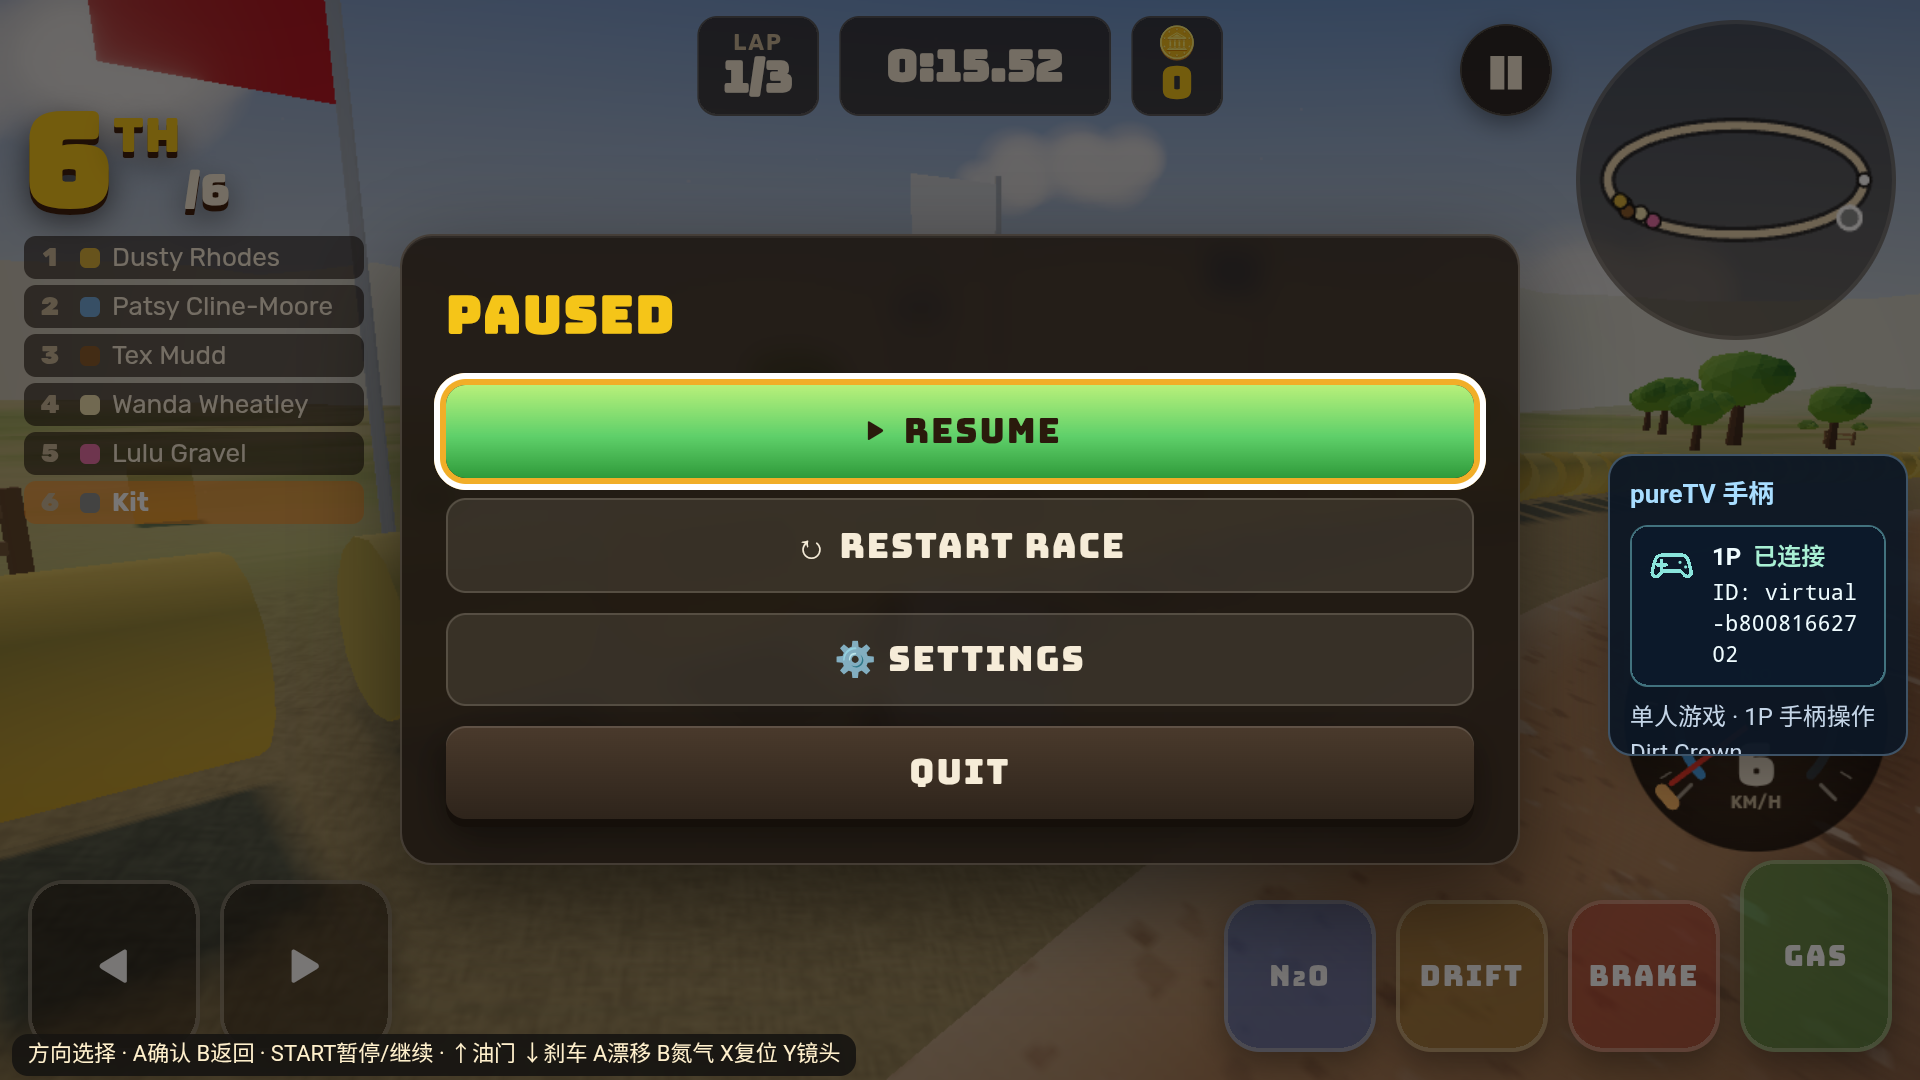 LAP
1/3
0:15.52
0
6TH
/6
1 Dusty Rhodes
2 Patsy Cline-Moore
3 Tex Mudd
4 Wanda Wheatley
5 Lulu Gravel
6 Kit
PAUSED
RESUME
RESTART RACE
SETTINGS
QUIT
pureTV 手柄
1P 已连接
ID: virtual
-b800816627
02
单人游戏 · 1P 手柄操作
Dirt Crown
6
KM/H
N2O
DRIFT
BRAKE
GAS
方向选择 · A确认 B返回 · START暂停/继续 · ↑油门 ↓刹车 A漂移 B氮气 X复位 Y镜头